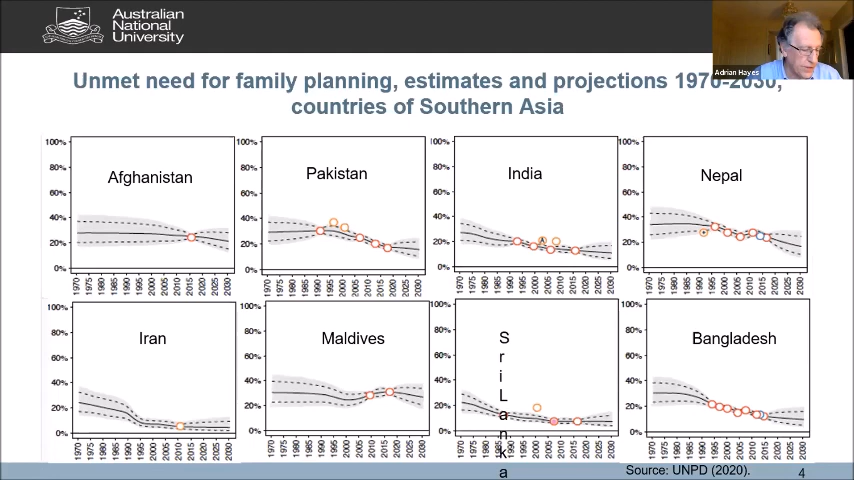 Australian
National
University
Adrian Hayes
Unmet need for family planning, estimates and projections 1970-2030,
countries of Southern Asia
100%
80%
60%
40%
20%
0%
Afghanistan
1970 1975 1980 1985 1990 1995 2000 2005 2010 2015 2020 2025 2030
100%
80%
60%
40%
20%
0%
Pakistan
1970 1975 1980 1985 1990 1995 2000 2005 2010 2015 2020 2025 2030
100%
80%
60%
40%
20%
0%
India
1970 1975 1980 1985 1990 1995 2000 2005 2010 2015 2020 2025 2030
100%
80%
60%
40%
20%
0%
Nepal
1970 1975 1980 1985 1990 1995 2000 2005 2010 2015 2020 2025 2030
100%
80%
60%
40%
20%
0%
Iran
1970 1975 1980 1985 1990 1995 2000 2005 2010 2015 2020 2025 2030
100%
80%
60%
40%
20%
0%
Maldives
1970 1975 1980 1985 1990 1995 2000 2005 2010 2015 2020 2025 2030
100%
80%
60%
40%
20%
0%
S
r
i
L
a
n
k
a
1970 1975 1980 1985 1990 1995 2000 2005 2010 2015 2020 2025 2030
100%
80%
60%
40%
20%
0%
Bangladesh
1970 1975 1980 1985 1990 1995 2000 2005 2010 2015 2020 2025 2030
Source: UNPD (2020).
4